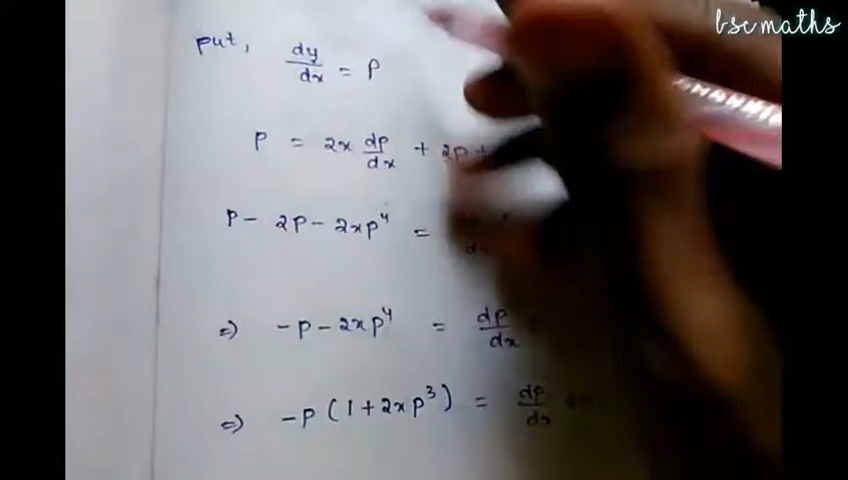 bsc maths
put, dy/dx = p
p = 2x dp/dx + 2p +
p - 2p - 2xp⁴ =
⇒ -p - 2xp⁴ = dp/dx
⇒ -p (1 + 2xp³) = dp/dx